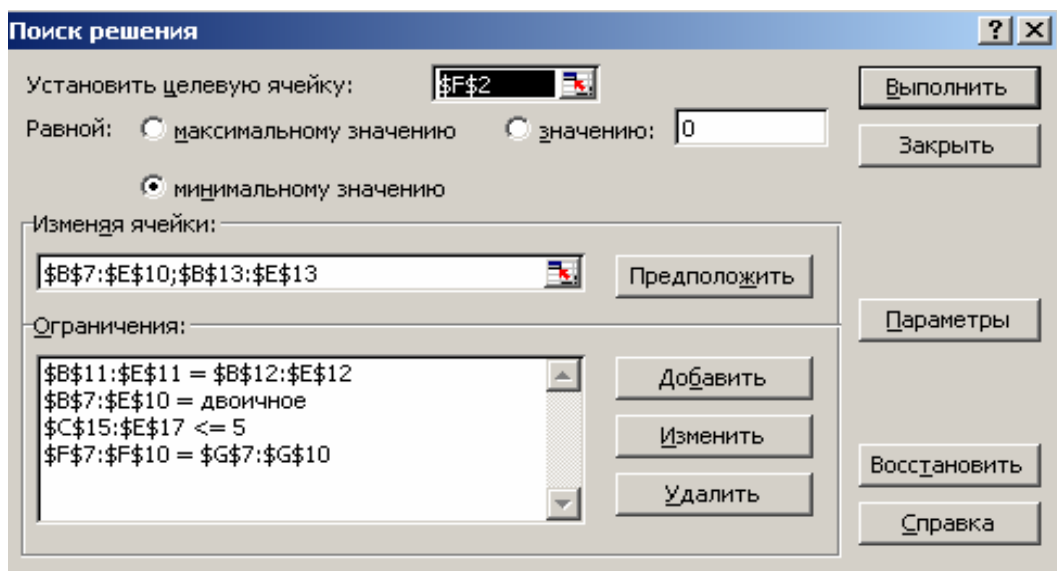 Поиск решения
Установить целевую ячейку: $F$2
Выполнить
Равной: максимальному значению значению: 0
Закрыть
минимальному значению
Изменяя ячейки:
$B$7:$E$10;$B$13:$E$13
Предположить
Ограничения:
Параметры
$B$11:$E$11 = $B$12:$E$12
$B$7:$E$10 = двоичное
$C$15:$E$17 <= 5
$F$7:$F$10 = $G$7:$G$10
Добавить
Изменить
Удалить
Восстановить
Справка